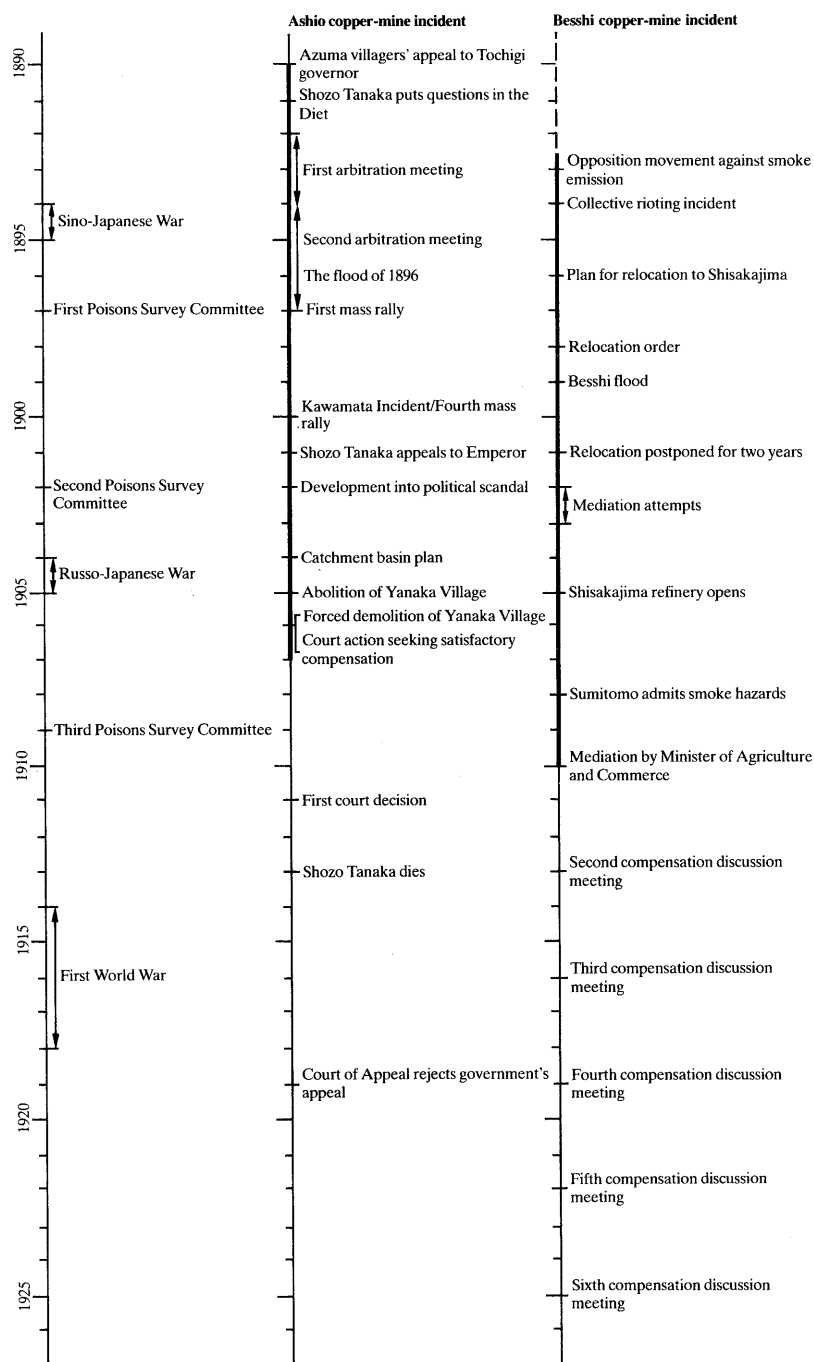 Ashio copper-mine incident
Besshi copper-mine incident
1890
1895
1900
1905
1910
1915
1920
1925
Sino-Japanese War
First Poisons Survey Committee
Second Poisons Survey
Committee
Russo-Japanese War
Third Poisons Survey Committee
First World War
Azuma villagers' appeal to Tochigi
governor
Shozo Tanaka puts questions in the
Diet
First arbitration meeting
Second arbitration meeting
The flood of 1896
First mass rally
Kawamata Incident/Fourth mass
rally
Shozo Tanaka appeals to Emperor
Development into political scandal
Catchment basin plan
Abolition of Yanaka Village
Forced demolition of Yanaka Village
Court action seeking satisfactory
compensation
First court decision
Shozo Tanaka dies
Court of Appeal rejects government's
appeal
Opposition movement against smoke
emission
Collective rioting incident
Plan for relocation to Shisakajima
Relocation order
Besshi flood
Relocation postponed for two years
Mediation attempts
Shisakajima refinery opens
Sumitomo admits smoke hazards
Mediation by Minister of Agriculture
and Commerce
Second compensation discussion
meeting
Third compensation discussion
meeting
Fourth compensation discussion
meeting
Fifth compensation discussion
meeting
Sixth compensation discussion
meeting